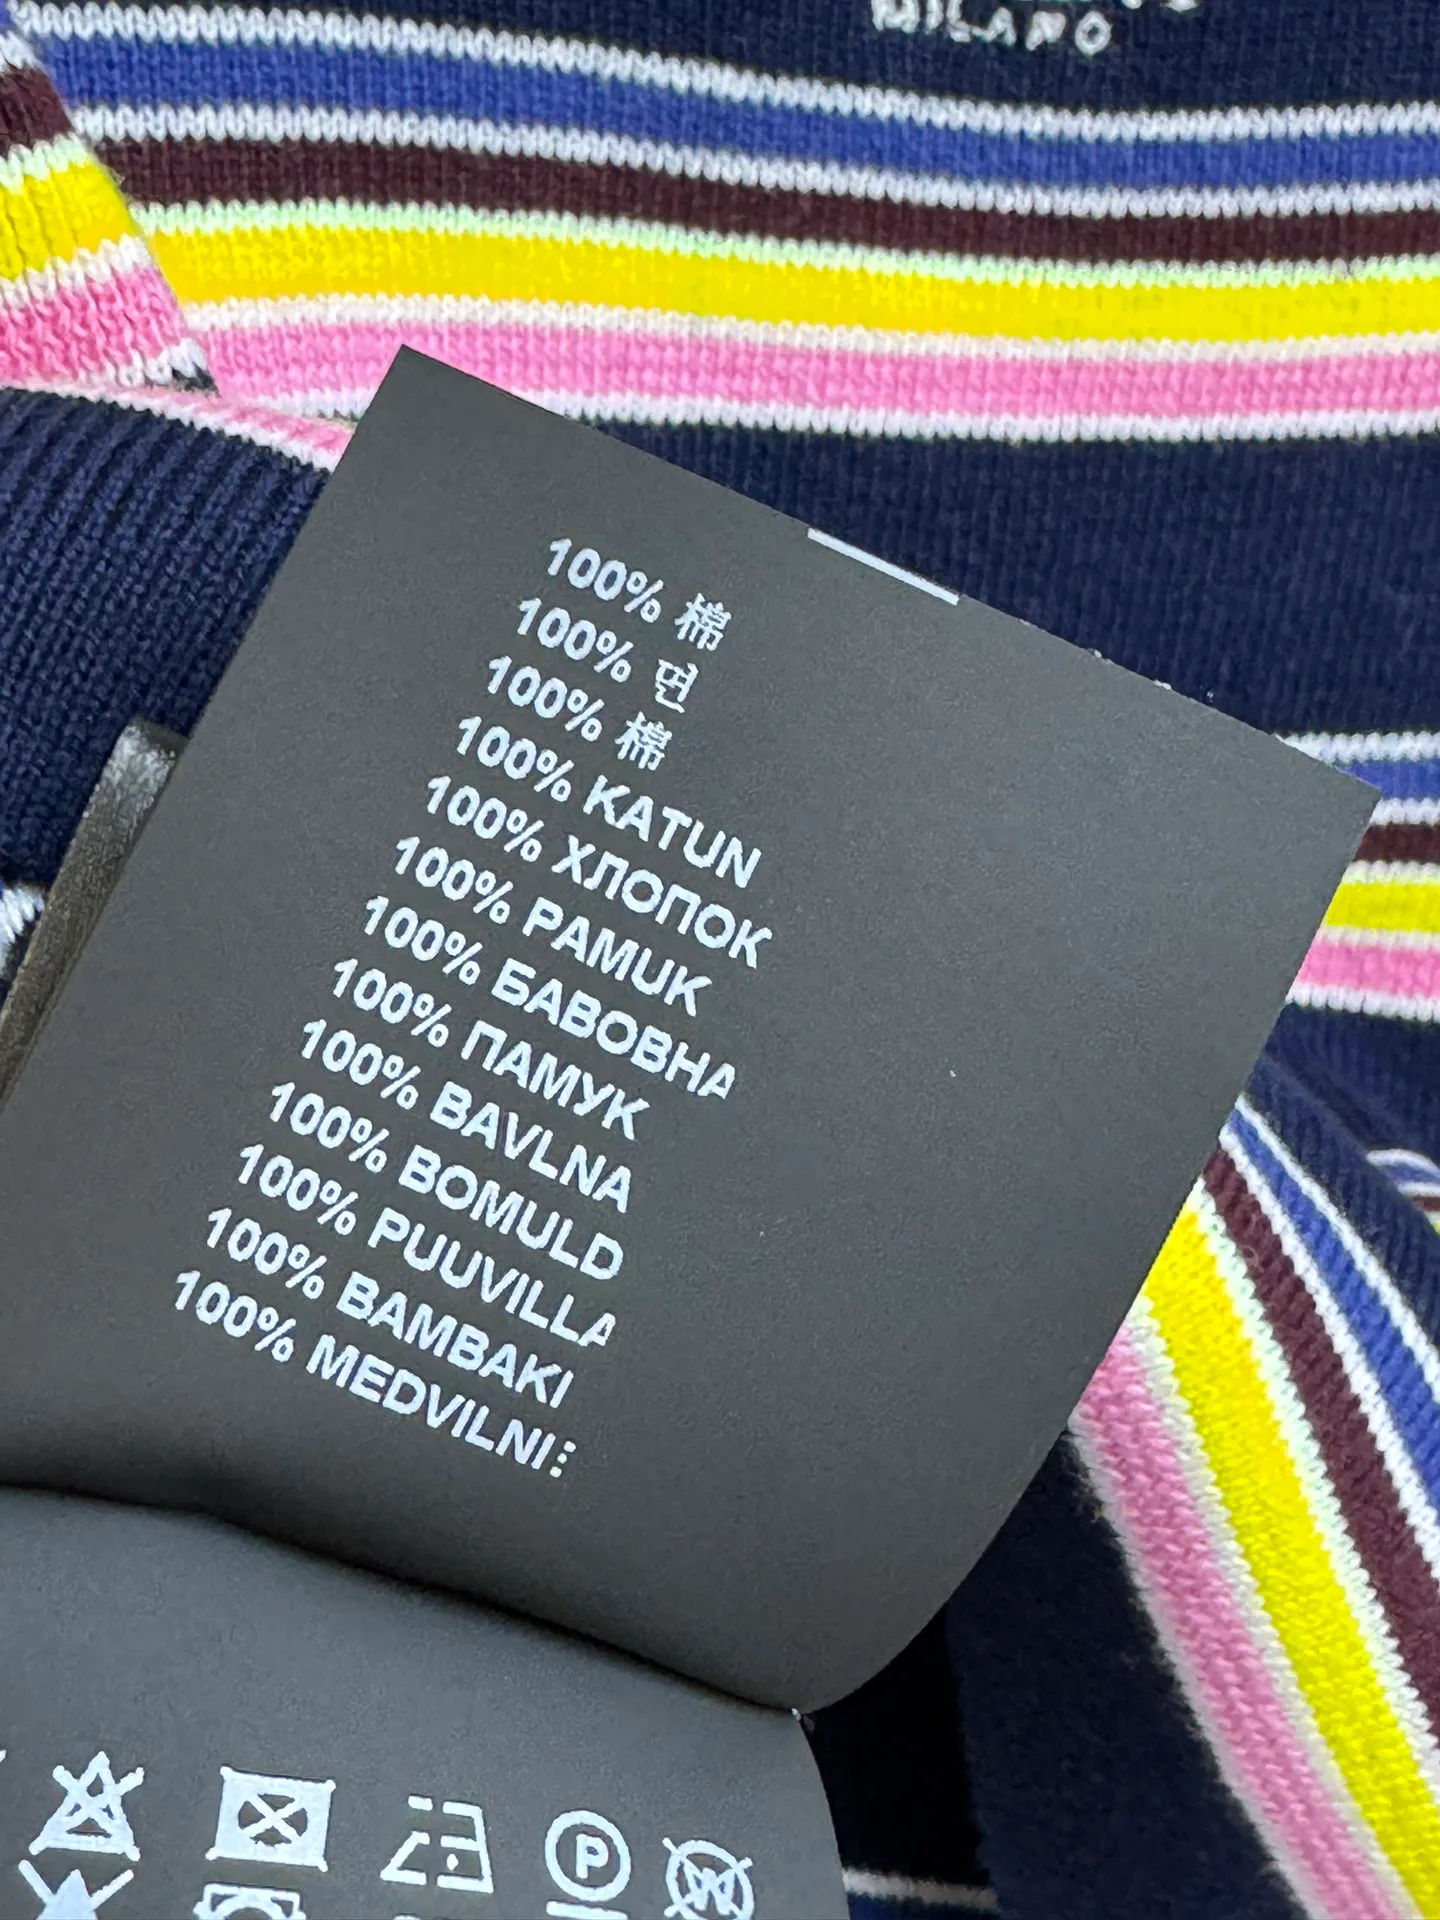 MILANO
100% 棉
100% 면
100% 棉
100% KATUN
100% ХЛОПОК
100% PAMUK
100% БАВОВНА
100% ПАМУК
100% BAVLNA
100% BOMULD
100% PUUVILLA
100% BAMBAKI
100% MEDVILNI
P
W